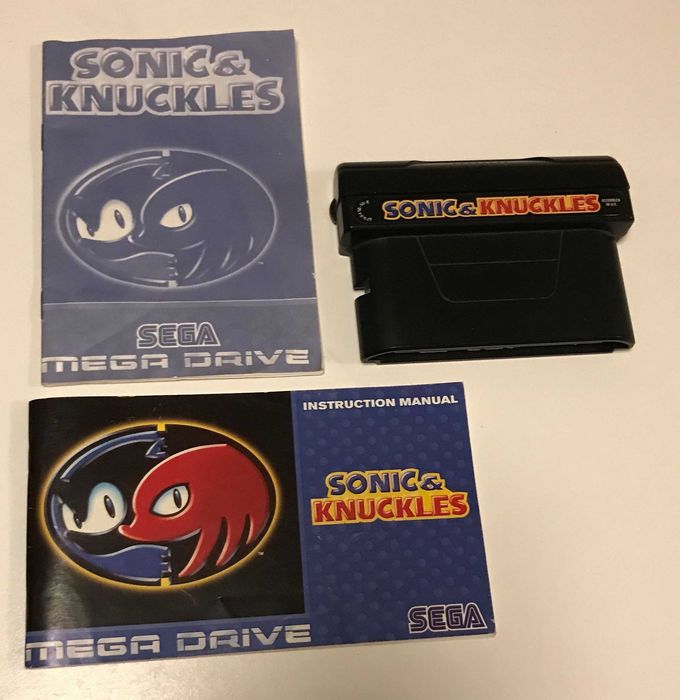 SONIC &
KNUCKLES
SEGA
MEGA DRIVE
SONIC & KNUCKLES
INSTRUCTION MANUAL
SONIC &
KNUCKLES
SEGA
MEGA DRIVE